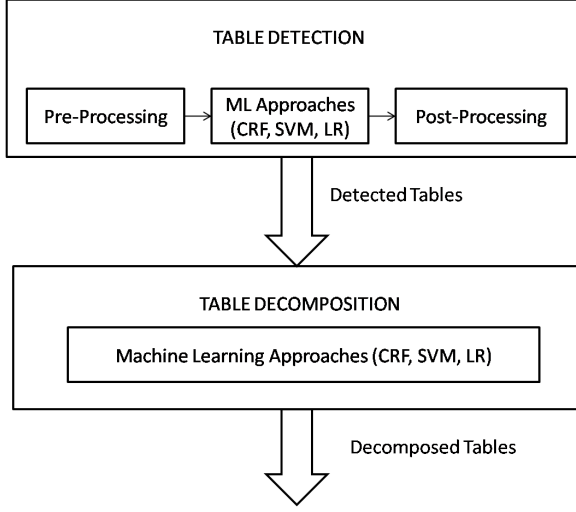 TABLE DETECTION
Pre-Processing
ML Approaches
(CRF, SVM, LR)
Post-Processing
Detected Tables
TABLE DECOMPOSITION
Machine Learning Approaches (CRF, SVM, LR)
Decomposed Tables